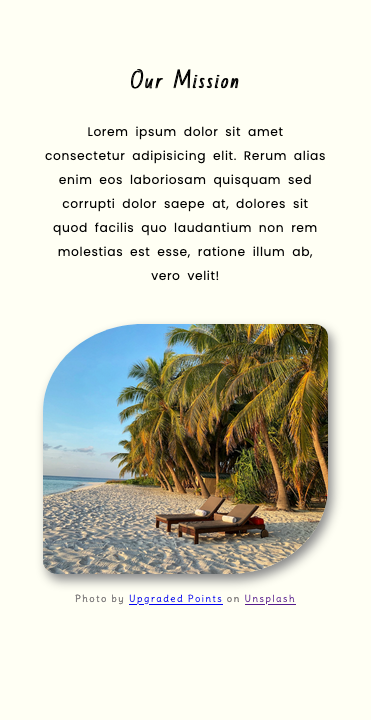 Our Mission
Lorem ipsum dolor sit amet
consectetur adipisicing elit. Rerum alias
enim eos laboriosam quisquam sed
corrupti dolor saepe at, dolores sit
quod facilis quo laudantium non rem
molestias est esse, ratione illum ab,
vero velit!
Photo by Upgraded Points on Unsplash